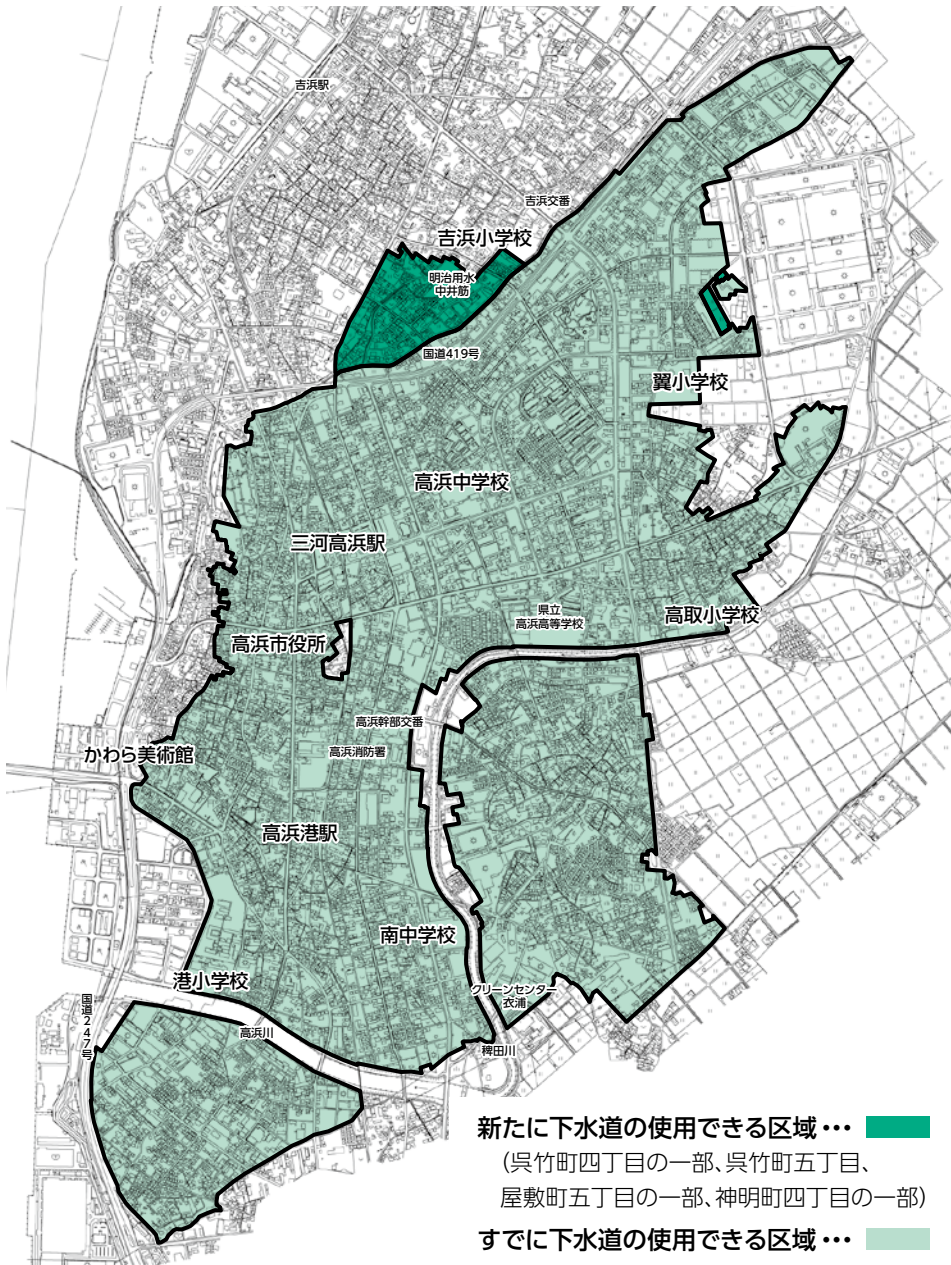 吉浜駅
吉浜交番
吉浜小学校
明治用水
中井筋
国道419号
翼小学校
高浜中学校
三河高浜駅
県立
高浜高等学校
高取小学校
高浜市役所
高浜幹部交番
高浜消防署
かわら美術館
高浜港駅
南中学校
港小学校
クリーンセンター
衣浦
国道247号
高浜川
稗田川
新たに下水道の使用できる区域･･･
(呉竹町四丁目の一部、呉竹町五丁目、
屋敷町五丁目の一部、神明町四丁目の一部)
すでに下水道の使用できる区域･･･